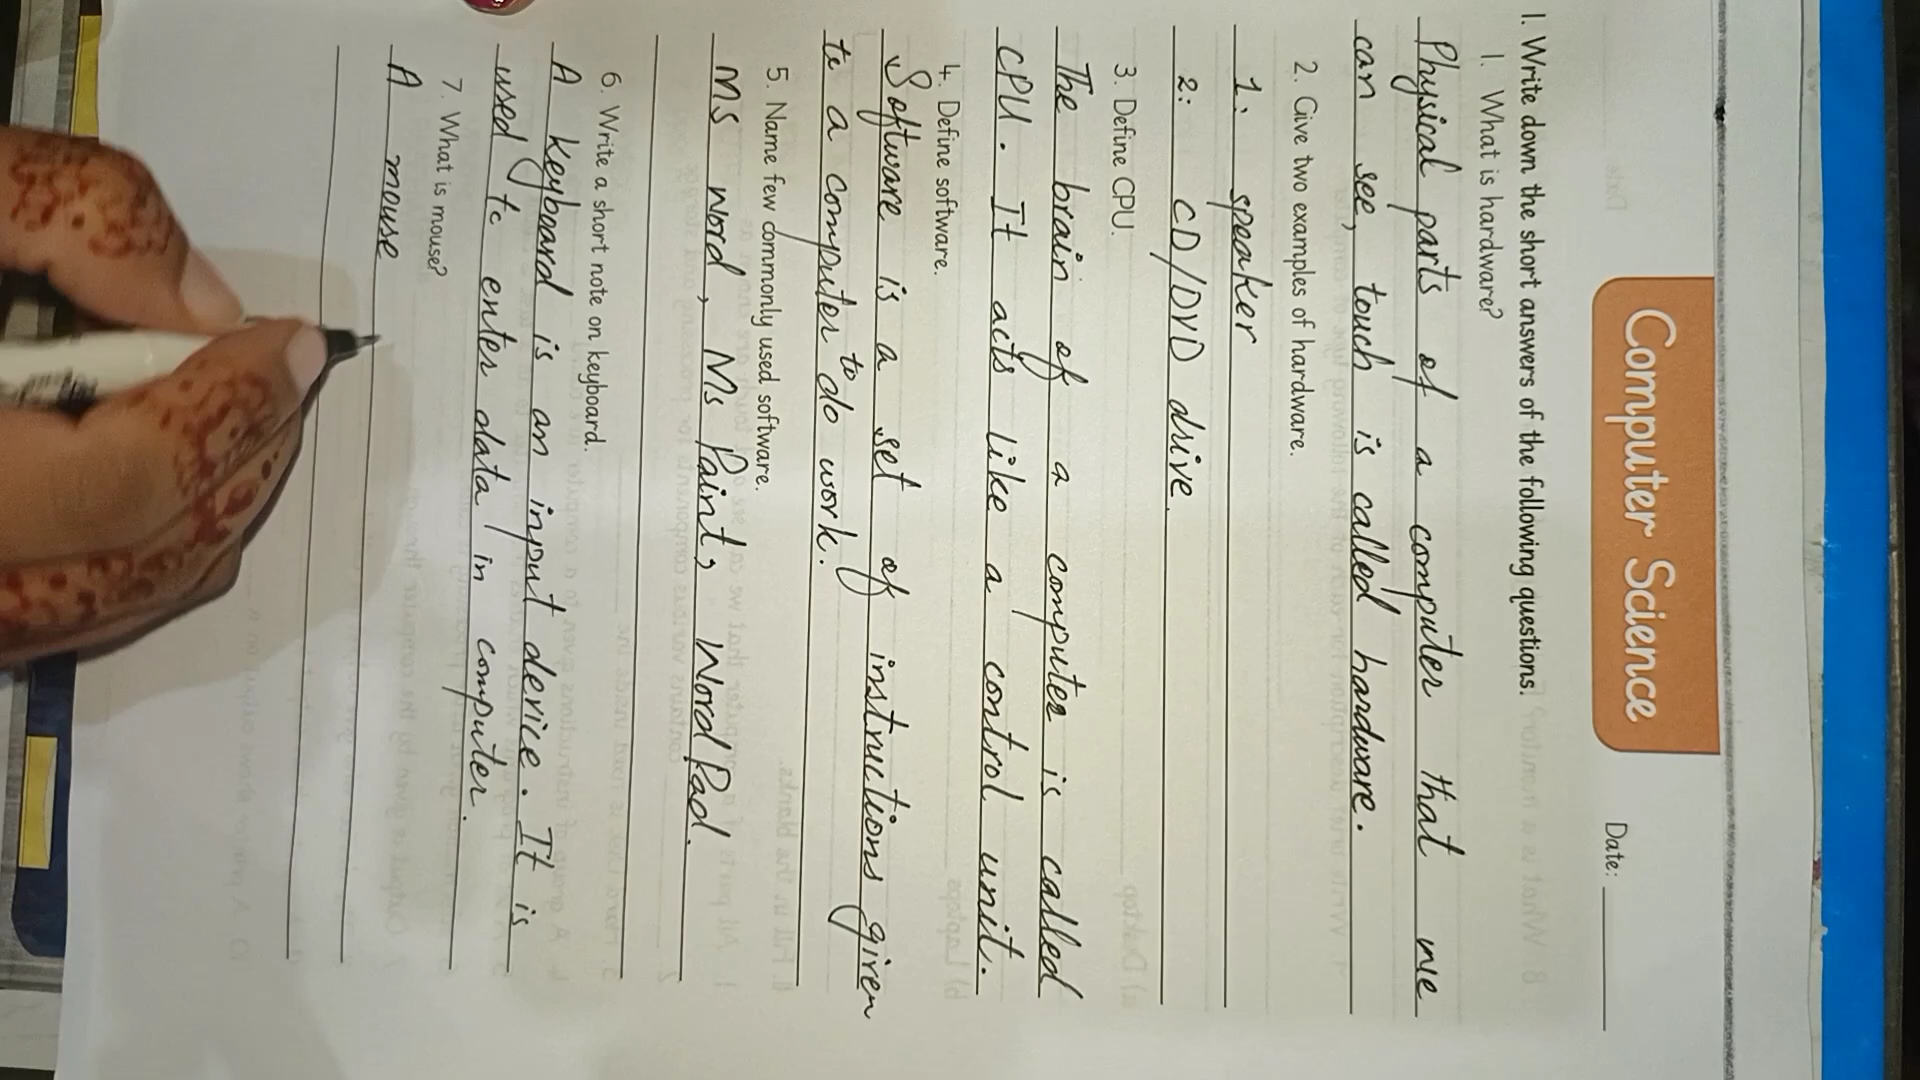 Computer Science
Date:
I. Write down the short answers of the following questions.
1. What is hardware?
Physical parts of a computer that we
can see, touch is called hardware.
2. Give two examples of hardware.
1: speaker
2: CD/DVD drive.
3. Define CPU.
The brain of a computer is called
CPU. It acts like a control unit.
4. Define software.
Software is a set of instructions given
to a computer to do work.
5. Name few commonly used software.
MS word, Ms Paint, WordPad.
6. Write a short note on keyboard.
A keyboard is an input device. It is
used to enter data in computer.
7. What is mouse?
A mouse